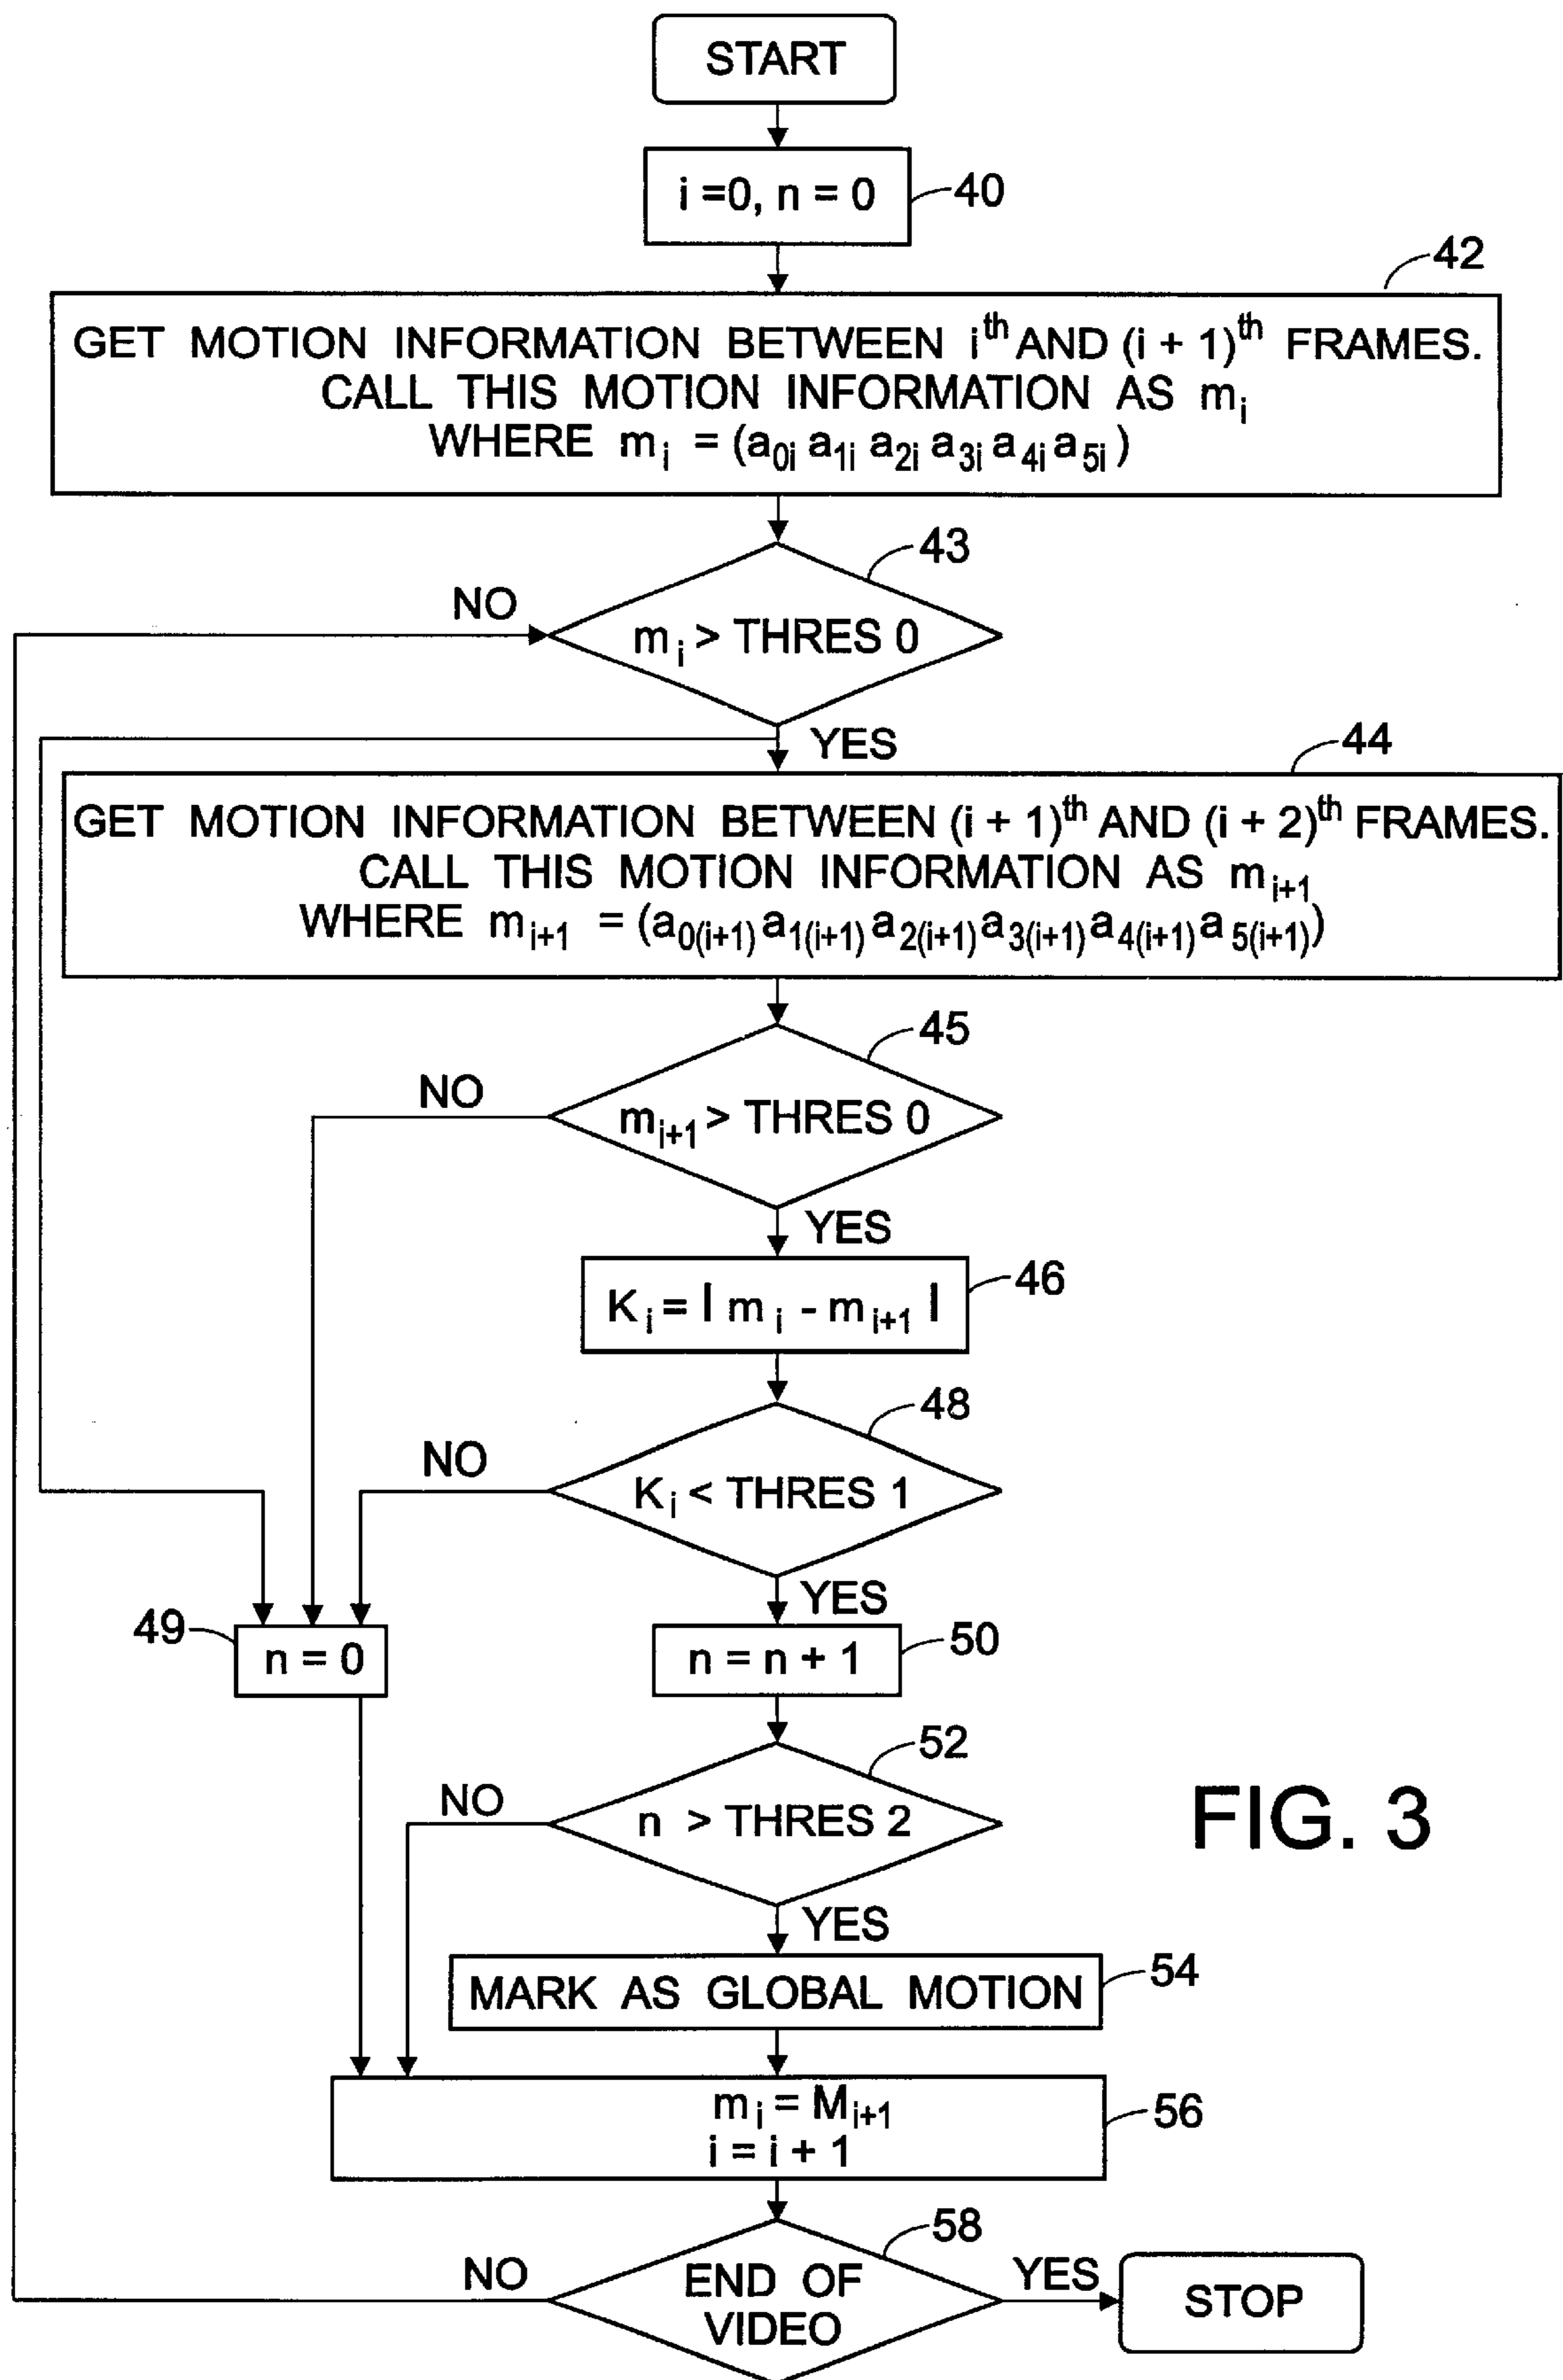 START
i =0, n = 0
40
42
GET MOTION INFORMATION BETWEEN iᵗʰ AND (i + 1)ᵗʰ FRAMES.
CALL THIS MOTION INFORMATION AS mᵢ
WHERE mᵢ = (a₀ᵢ a₁ᵢ a₂ᵢ a₃ᵢ a₄ᵢ a₅ᵢ)
43
NO
mᵢ > THRES 0
YES
44
GET MOTION INFORMATION BETWEEN (i + 1)ᵗʰ AND (i + 2)ᵗʰ FRAMES.
CALL THIS MOTION INFORMATION AS mᵢ₊₁
WHERE mᵢ₊₁ = (a₀₍ᵢ₊₁₎ a₁₍ᵢ₊₁₎ a₂₍ᵢ₊₁₎ a₃₍ᵢ₊₁₎ a₄₍ᵢ₊₁₎ a₅₍ᵢ₊₁₎)
45
NO
mᵢ₊₁ > THRES 0
YES
46
Kᵢ = | mᵢ - mᵢ₊₁ |
48
NO
Kᵢ < THRES 1
YES
49
n = 0
n = n + 1
50
52
NO
n > THRES 2
FIG. 3
YES
MARK AS GLOBAL MOTION
54
mᵢ = Mᵢ₊₁
i = i + 1
56
58
NO
END OF
VIDEO
YES
STOP